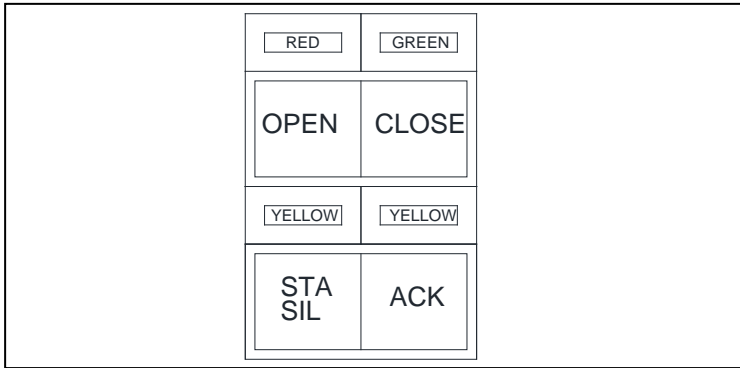 RED GREEN
OPEN CLOSE
YELLOW YELLOW
STA
SIL
ACK